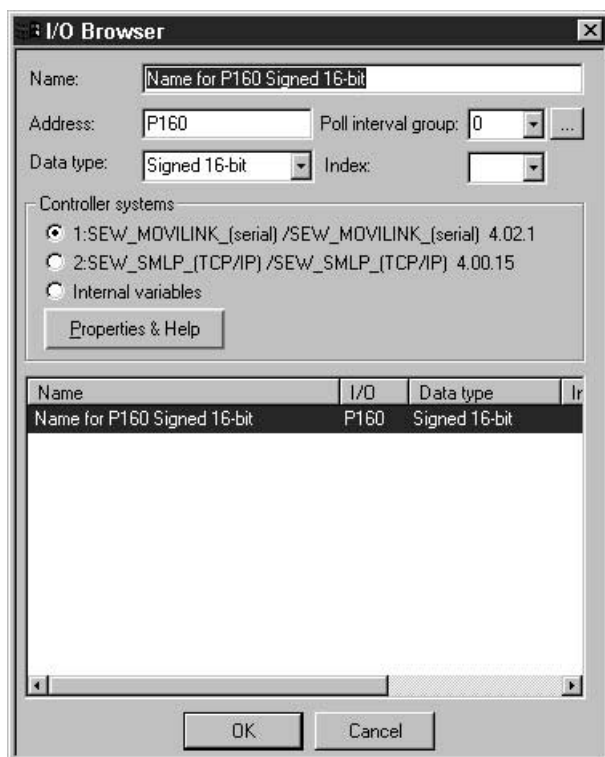 I/O Browser
Name: Name for P160 Signed 16-bit
Address: P160 Poll interval group: 0 ...
Data type: Signed 16-bit Index:
Controller systems
1:SEW_MOVILINK_(serial) /SEW_MOVILINK_(serial) 4.02.1
2:SEW_SMLP_(TCP/IP) /SEW_SMLP_(TCP/IP) 4.00.15
Internal variables
Properties & Help
Name I/O Data type Ir
Name for P160 Signed 16-bit P160 Signed 16-bit
OK Cancel